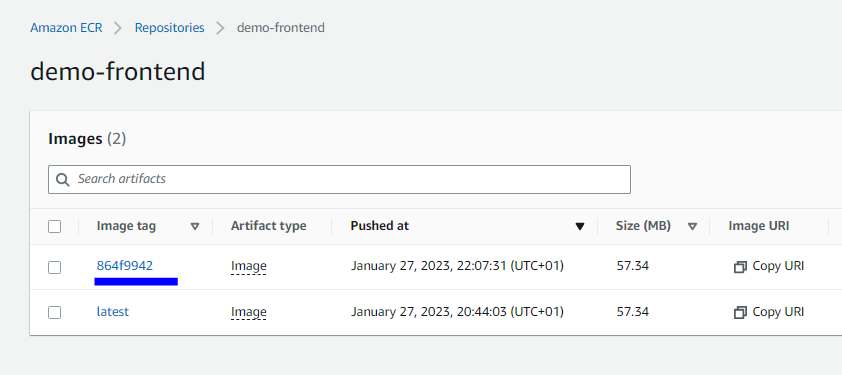 Amazon ECR > Repositories > demo-frontend
demo-frontend
Images (2)
Search artifacts
Image tag Artifact type Pushed at Size (MB) Image URI
864f9942 Image January 27, 2023, 22:07:31 (UTC+01) 57.34 Copy URI
latest Image January 27, 2023, 20:44:03 (UTC+01) 57.34 Copy URI